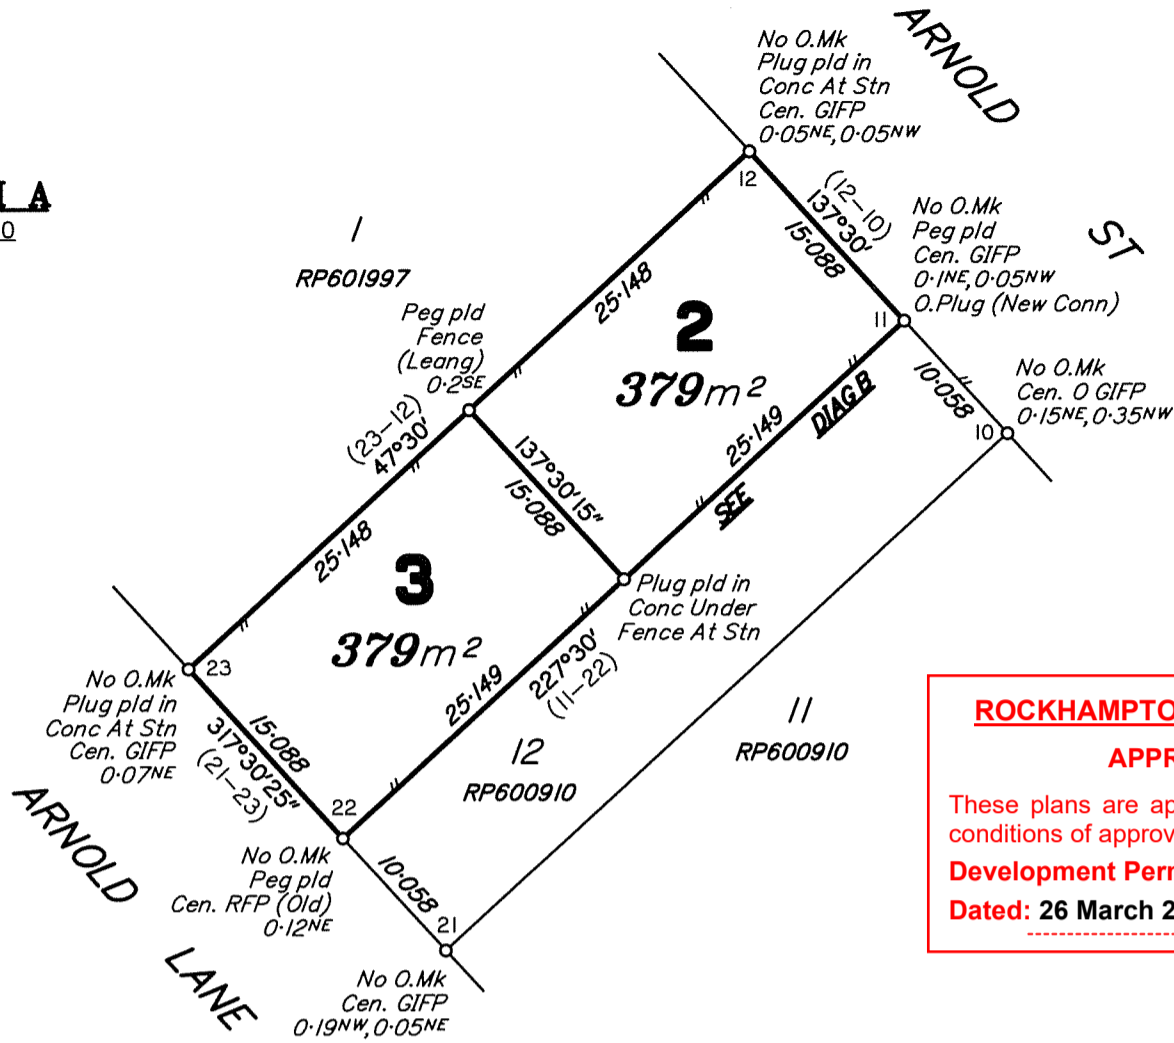 ARNOLD
ST
No O.Mk
Plug pld in
Conc At Stn
Cen. GIFP
0·05NE, 0·05NW
12
(12-10)
137°30'
15·088
No O.Mk
Peg pld
Cen. GIFP
0·1NE, 0·05NW
O.Plug (New Conn)
11
A
0
1
RP601997
25·148
2
379m²
Peg pld
Fence
(Leang)
0·2SE
(23-12)
47°30'
10·058
No O.Mk
Cen. O GIFP
0·15NE, 0·35NW
10
25·149
SEE DIAG B
137°30'15"
15·088
25·148
3
379m²
Plug pld in
Conc Under
Fence At Stn
227°30'
(11-22)
25·149
23
No O.Mk
Plug pld in
Conc At Stn
Cen. GIFP
0·07NE
15·088
317°30'25"
(21-23)
12
RP600910
11
RP600910
22
No O.Mk
Peg pld
Cen. RFP (Old)
0·12NE
10·058
21
No O.Mk
Cen. GIFP
0·19NW, 0·05NE
ARNOLD
LANE
ROCKHAMPTO
APPR
These plans are ap
conditions of approv
Development Perm
Dated: 26 March 2